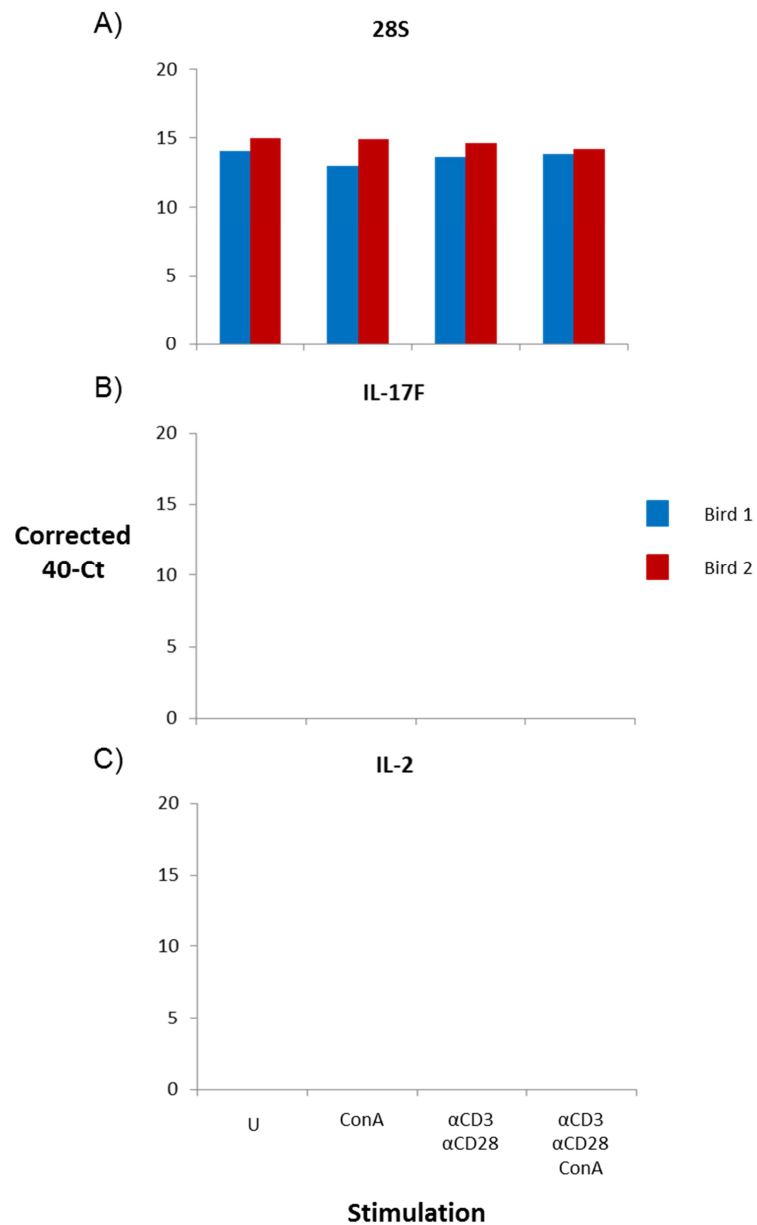 A)
28S
20
15
10
5
0
B)
IL-17F
20
15
10
5
0
Corrected
40-Ct
Bird 1
Bird 2
C)
IL-2
20
15
10
5
0
U
ConA
αCD3
αCD28
αCD3
αCD28
ConA
Stimulation